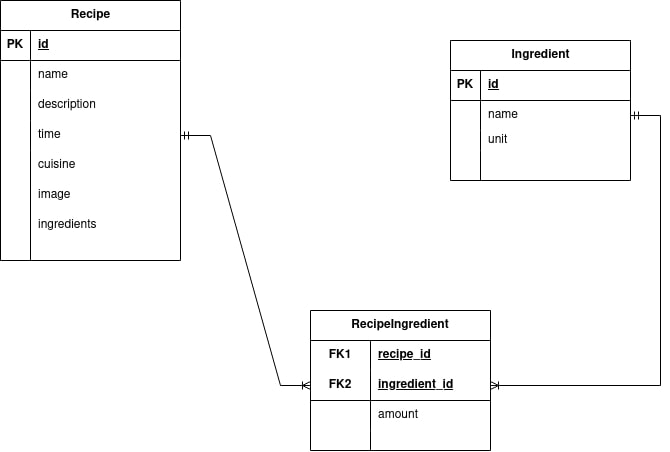 Recipe
PK id
name
description
time
cuisine
image
ingredients
Ingredient
PK id
name
unit
RecipeIngredient
FK1 recipe_id
FK2 ingredient_id
amount